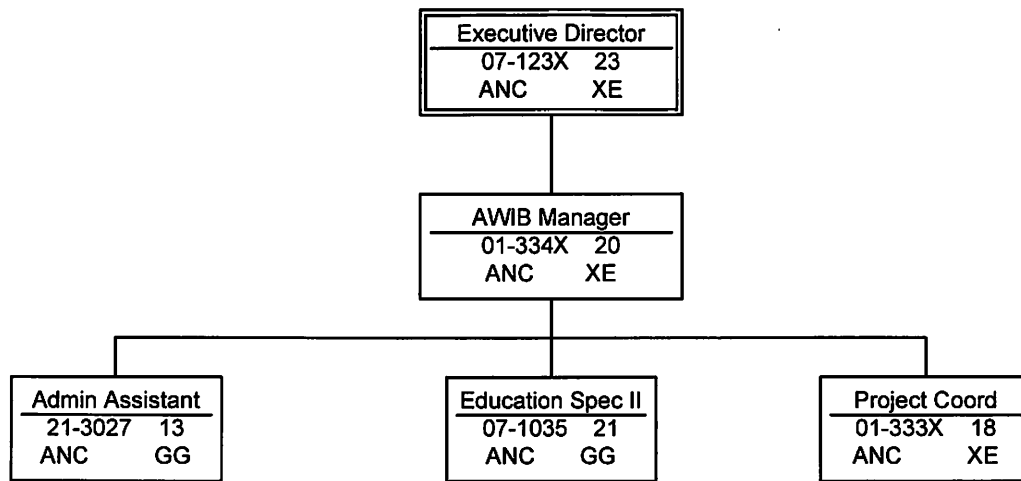 Executive Director
07-123X 23
ANC XE
AWIB Manager
01-334X 20
ANC XE
Admin Assistant
21-3027 13
ANC GG
Education Spec II
07-1035 21
ANC GG
Project Coord
01-333X 18
ANC XE